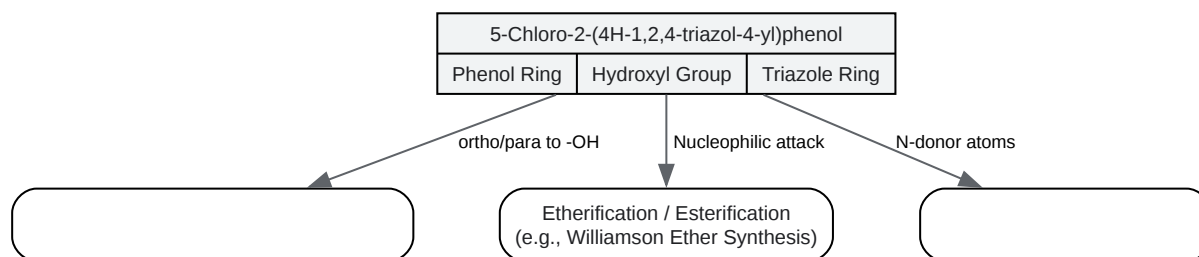 5-Chloro-2-(4H-1,2,4-triazol-4-yl)phenol
Phenol Ring
Hydroxyl Group
Triazole Ring
ortho/para to -OH
Nucleophilic attack
N-donor atoms
Etherification / Esterification
(e.g., Williamson Ether Synthesis)